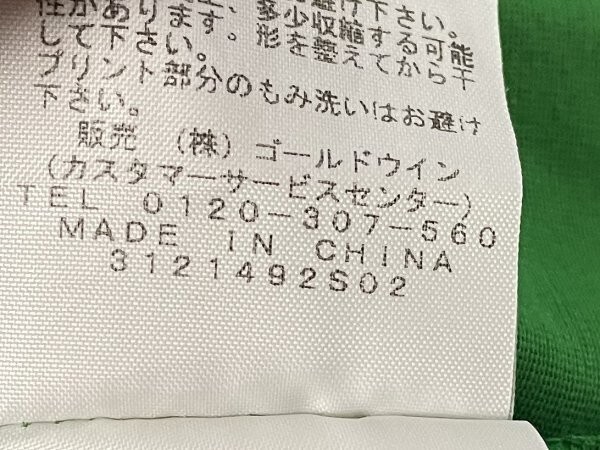 性があります。
多少収縮する可能
して下さい。形を整えてから干
プリント部分のもみ洗いはお避け
下さい。
販売 (株)ゴールドウイン
(カスタマーサービスセンター)
TEL 0120-307-560
MADE IN CHINA
3121492S02